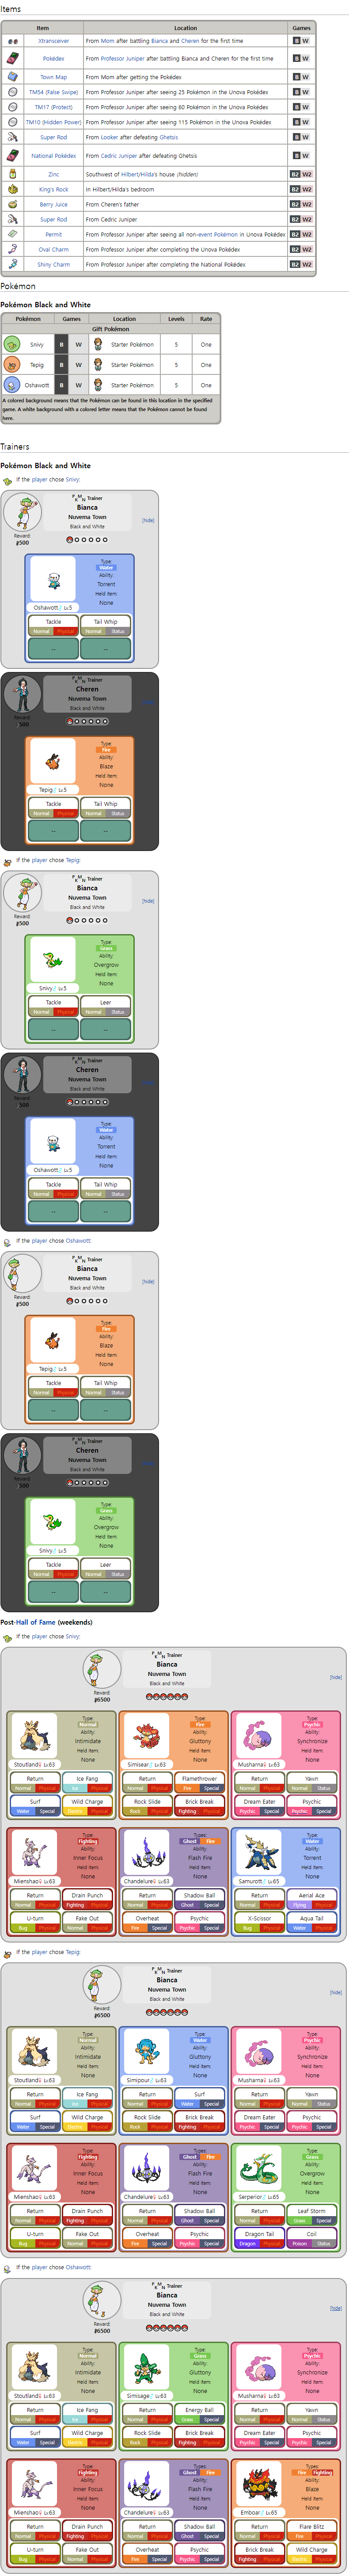 Items
Item Location Games
Xtransceiver From Mom after battling Bianca and Cheren for the first time B W
Pokédex From Professor Juniper after battling Bianca and Cheren for the first time B W
Town Map From Mom after getting the Pokédex B W
TM54 (False Swipe) From Professor Juniper after seeing 25 Pokémon in the Unova Pokédex B W
TM17 (Protect) From Professor Juniper after seeing 60 Pokémon in the Unova Pokédex B W
TM10 (Hidden Power) From Professor Juniper after seeing 115 Pokémon in the Unova Pokédex B W
Super Rod From Looker after defeating Ghetsis B W
National Pokédex From Cedric Juniper after defeating Ghetsis B W
Zinc Southwest of Hilbert/Hilda's house (hidden) B2 W2
King's Rock In Hilbert/Hilda's bedroom B2 W2
Berry Juice From Cheren's father B2 W2
Super Rod From Cedric Juniper B2 W2
Permit From Professor Juniper after seeing all non-event Pokémon in Unova Pokédex B2 W2
Oval Charm From Professor Juniper after completing the Unova Pokédex B2 W2
Shiny Charm From Professor Juniper after completing the National Pokédex B2 W2
Pokémon
Pokémon Black and White
Pokémon Games Location Levels Rate
Gift Pokémon
Snivy B W Starter Pokémon 5 One
Tepig B W Starter Pokémon 5 One
Oshawott B W Starter Pokémon 5 One
A colored background means that the Pokémon can be found in this location in the specified
game. A white background with a colored letter means that the Pokémon cannot be found
here.
Trainers
Pokémon Black and White
If the player chose Snivy:
PKMN Trainer
Bianca
Nuvema Town
Black and White
[hide]
Reward:
500
Type:
Water
Ability:
Torrent
Held item:
None
Oshawott♂ Lv.5
Tackle Tail Whip
Normal Physical Normal Status
-- --
PKMN Trainer
Cheren
Nuvema Town
Black and White
Reward:
500
Type:
Fire
Ability:
Blaze
Held item:
None
Tepig♂ Lv.5
Tackle Tail Whip
Normal Physical Normal Status
-- --
If the player chose Tepig:
PKMN Trainer
Bianca
Nuvema Town
Black and White
[hide]
Reward:
500
Type:
Grass
Ability:
Overgrow
Held item:
None
Snivy♂ Lv.5
Tackle Leer
Normal Physical Normal Status
-- --
PKMN Trainer
Cheren
Nuvema Town
Black and White
Reward:
500
Type:
Water
Ability:
Torrent
Held item:
None
Oshawott♂ Lv.5
Tackle Tail Whip
Normal Physical Normal Status
-- --
If the player chose Oshawott:
PKMN Trainer
Bianca
Nuvema Town
Black and White
[hide]
Reward:
500
Type:
Fire
Ability:
Blaze
Held item:
None
Tepig♂ Lv.5
Tackle Tail Whip
Normal Physical Normal Status
-- --
PKMN Trainer
Cheren
Nuvema Town
Black and White
Reward:
500
Type:
Grass
Ability:
Overgrow
Held item:
None
Snivy♂ Lv.5
Tackle Leer
Normal Physical Normal Status
-- --
Post-Hall of Fame (weekends)
If the player chose Snivy:
PKMN Trainer
Bianca
Nuvema Town
Black and White
[hide]
Reward:
6500
Type: Type: Type:
Normal Fire Psychic
Ability: Ability: Ability:
Intimidate Gluttony Synchronize
Held item: Held item: Held item:
None None None
Stoutland Lv.63 Simisear Lv.63 Musharna Lv.63
Return Ice Fang Return Flamethrower Return Yawn
Normal Physical Ice Physical Normal Physical Fire Special Normal Physical Normal Status
Surf Wild Charge Rock Slide Brick Break Dream Eater Psychic
Water Special Electric Physical Rock Physical Fighting Physical Psychic Special Psychic Special
Type: Type: Type:
Fighting Ghost Fire Water
Ability: Ability: Ability:
Inner Focus Flash Fire Torrent
Held item: Held item: Held item:
None None None
Mienshao Lv.63 Chandelure Lv.63 Samurott Lv.65
Return Drain Punch Return Shadow Ball Return Aerial Ace
Normal Physical Fighting Physical Normal Physical Ghost Special Normal Physical Flying Physical
U-turn Fake Out Overheat Psychic X-Scissor Aqua Tail
Bug Physical Normal Physical Fire Special Psychic Special Bug Physical Water Physical
If the player chose Tepig:
PKMN Trainer
Bianca
Nuvema Town
Black and White
[hide]
Reward:
6500
Type: Type: Type:
Normal Water Psychic
Ability: Ability: Ability:
Intimidate Gluttony Synchronize
Held item: Held item: Held item:
None None None
Stoutland Lv.63 Simipour Lv.63 Musharna Lv.63
Return Ice Fang Return Surf Return Yawn
Normal Physical Ice Physical Normal Physical Water Special Normal Physical Normal Status
Surf Wild Charge Rock Slide Brick Break Dream Eater Psychic
Water Special Electric Physical Rock Physical Fighting Physical Psychic Special Psychic Special
Type: Type: Type:
Fighting Ghost Fire Grass
Ability: Ability: Ability:
Inner Focus Flash Fire Overgrow
Held item: Held item: Held item:
None None None
Mienshao Lv.63 Chandelure Lv.63 Serperior Lv.65
Return Drain Punch Return Shadow Ball Return Leaf Storm
Normal Physical Fighting Physical Normal Physical Ghost Special Normal Physical Grass Special
U-turn Fake Out Overheat Psychic Dragon Tail Coil
Bug Physical Normal Physical Fire Special Psychic Special Dragon Physical Poison Status
If the player chose Oshawott:
PKMN Trainer
Bianca
Nuvema Town
Black and White
[hide]
Reward:
6500
Type: Type: Type:
Normal Grass Psychic
Ability: Ability: Ability:
Intimidate Gluttony Synchronize
Held item: Held item: Held item:
None None None
Stoutland Lv.63 Simisage Lv.63 Musharna Lv.63
Return Ice Fang Return Energy Ball Return Yawn
Normal Physical Ice Physical Normal Physical Grass Special Normal Physical Normal Status
Surf Wild Charge Rock Slide Brick Break Dream Eater Psychic
Water Special Electric Physical Rock Physical Fighting Physical Psychic Special Psychic Special
Type: Type: Type:
Fighting Ghost Fire Fire Fighting
Ability: Ability: Ability:
Inner Focus Flash Fire Blaze
Held item: Held item: Held item:
None None None
Mienshao Lv.63 Chandelure Lv.63 Emboar Lv.65
Return Drain Punch Return Shadow Ball Return Flare Blitz
Normal Physical Fighting Physical Normal Physical Ghost Special Normal Physical Fire Physical
U-turn Fake Out Overheat Psychic Brick Break Wild Charge
Bug Physical Normal Physical Fire Special Psychic Special Fighting Physical Electric Physical